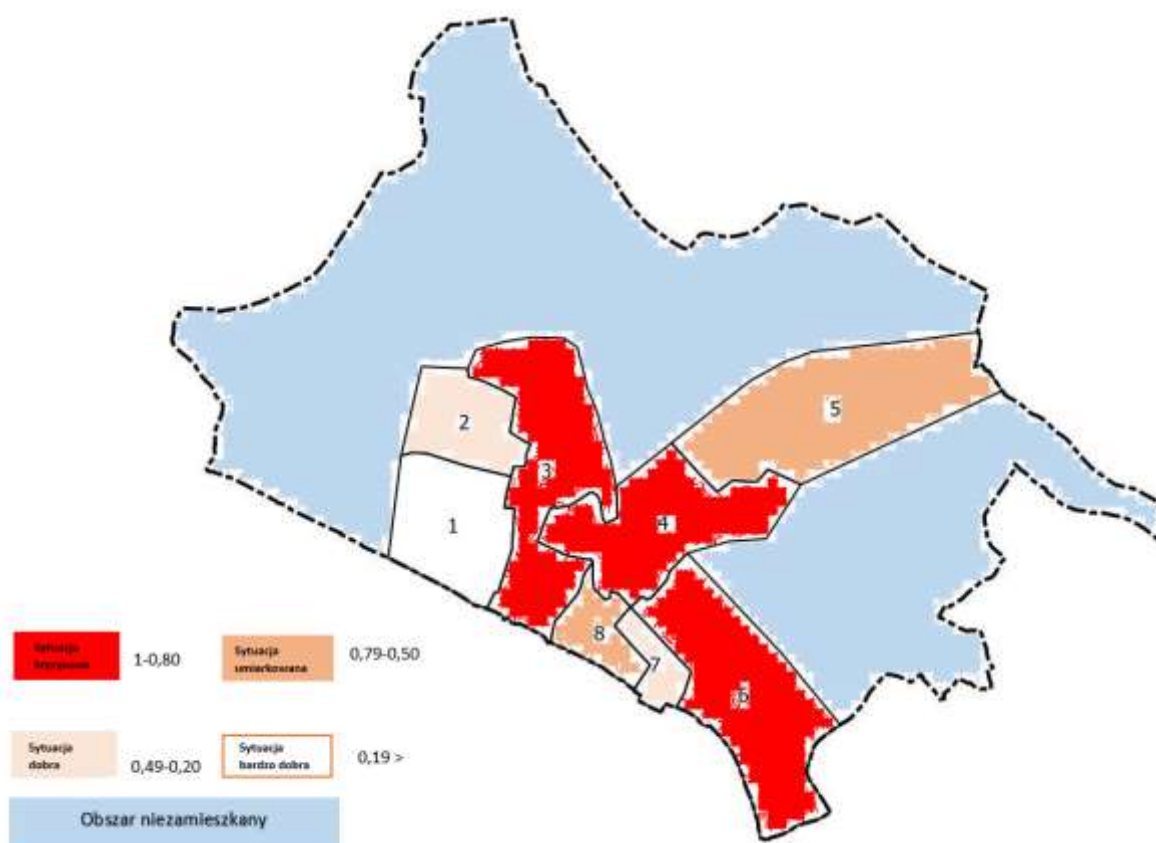 5
2
3
1
4
8
7
6
Sytuacja
1-0,80
Sytuacja
umiarkowana
0,79-0,50
Sytuacja
dobra
0,49-0,20
Sytuacja
bardzo dobra
0,19 >
Obszar niezamieszkany